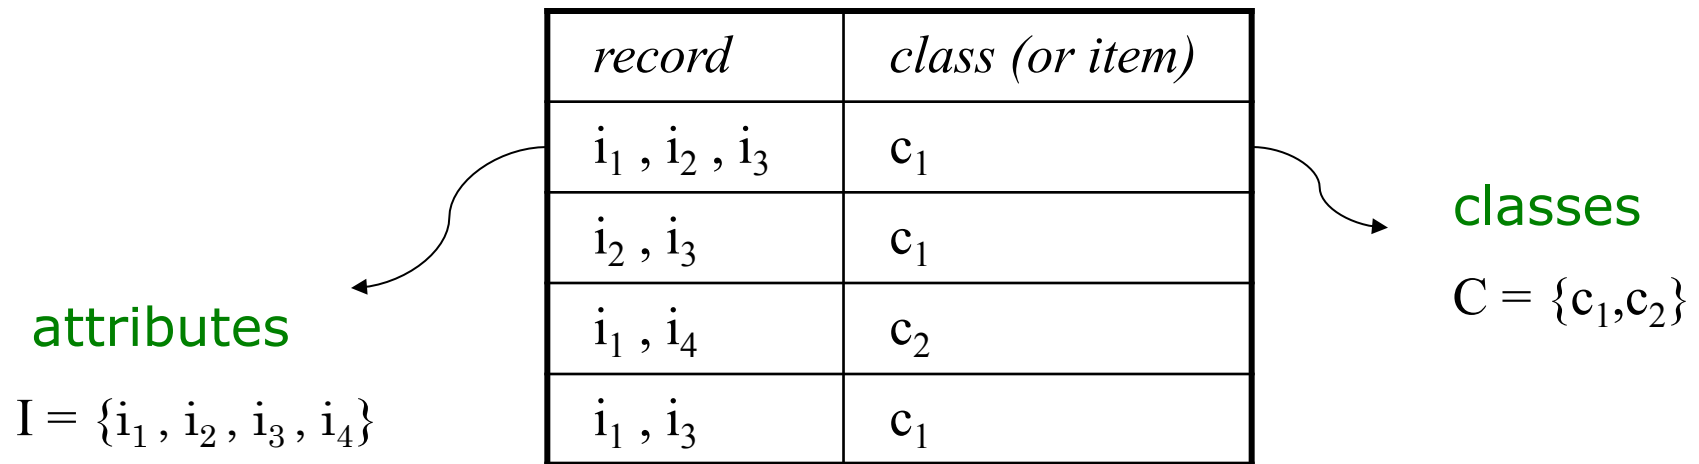 record class (or item)
i₁ , i₂ , i₃ c₁
i₂ , i₃ c₁
i₁ , i₄ c₂
i₁ , i₃ c₁
attributes
I = {i₁ , i₂ , i₃ , i₄}
classes
C = {c₁,c₂}